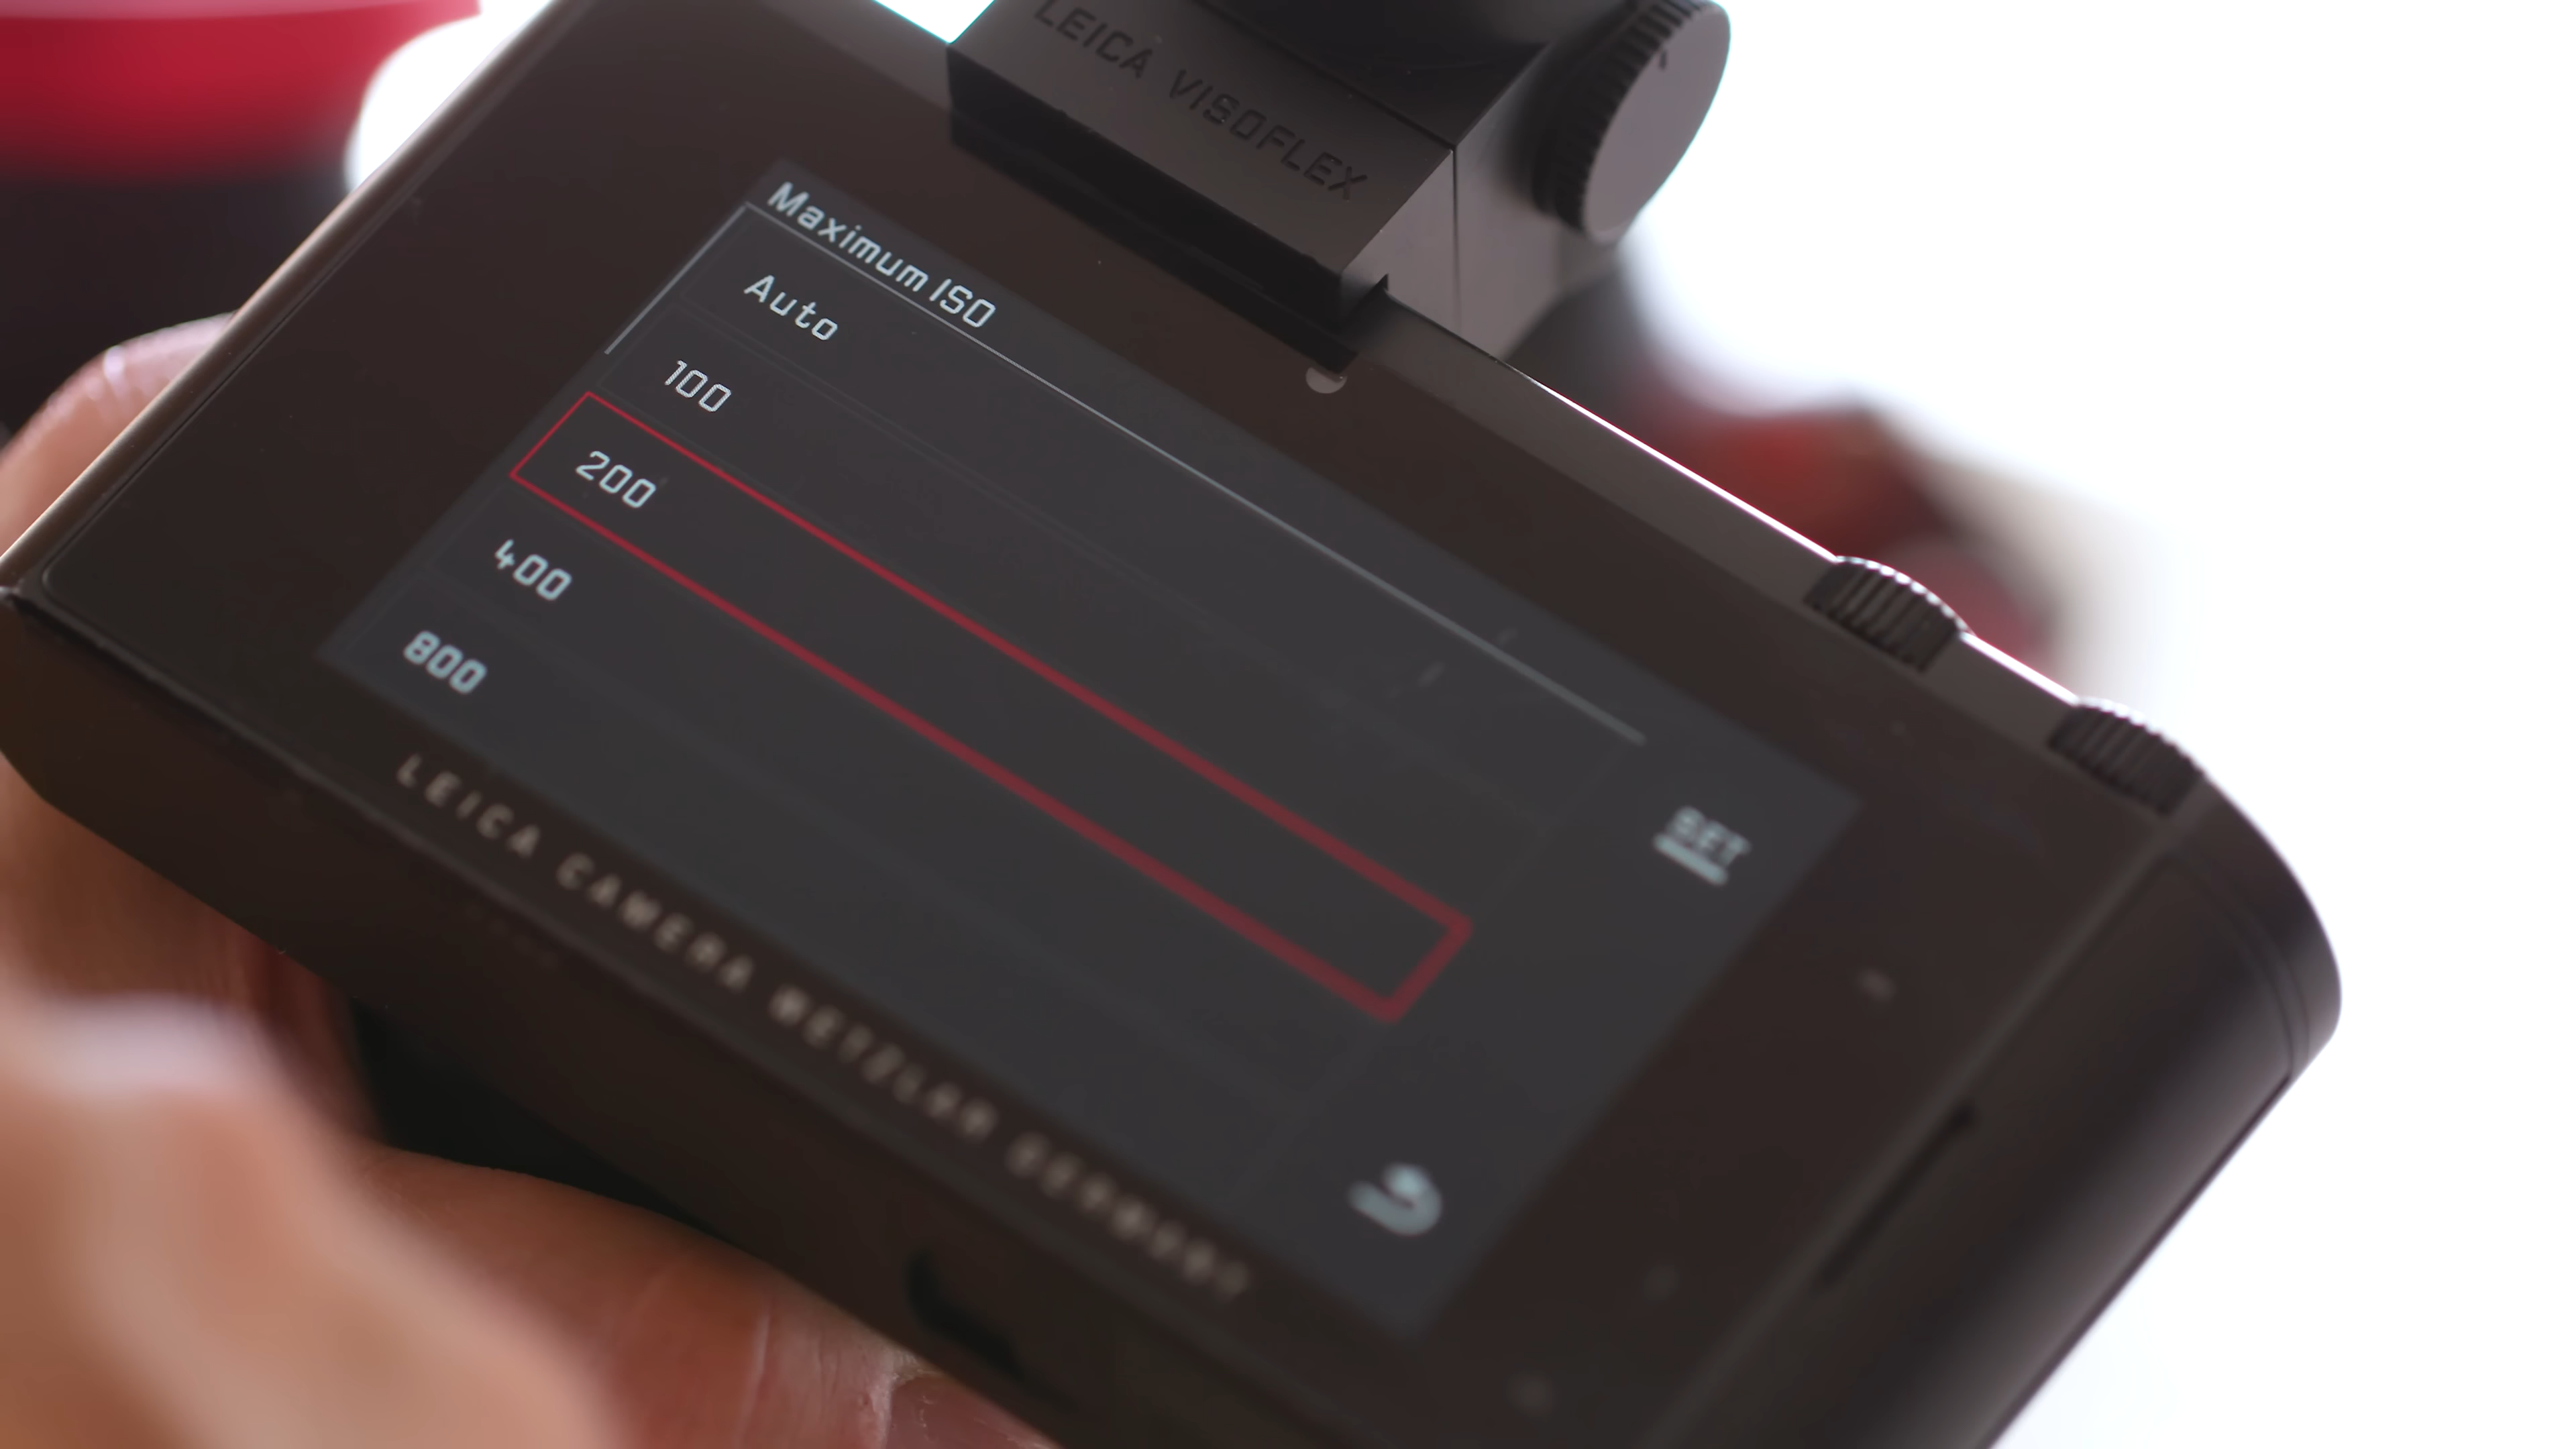 LEICA VISOFLEX
Maximum ISO
Auto
100
200
400
800
SET
LEICA CAMERA WETZLAR GERMANY